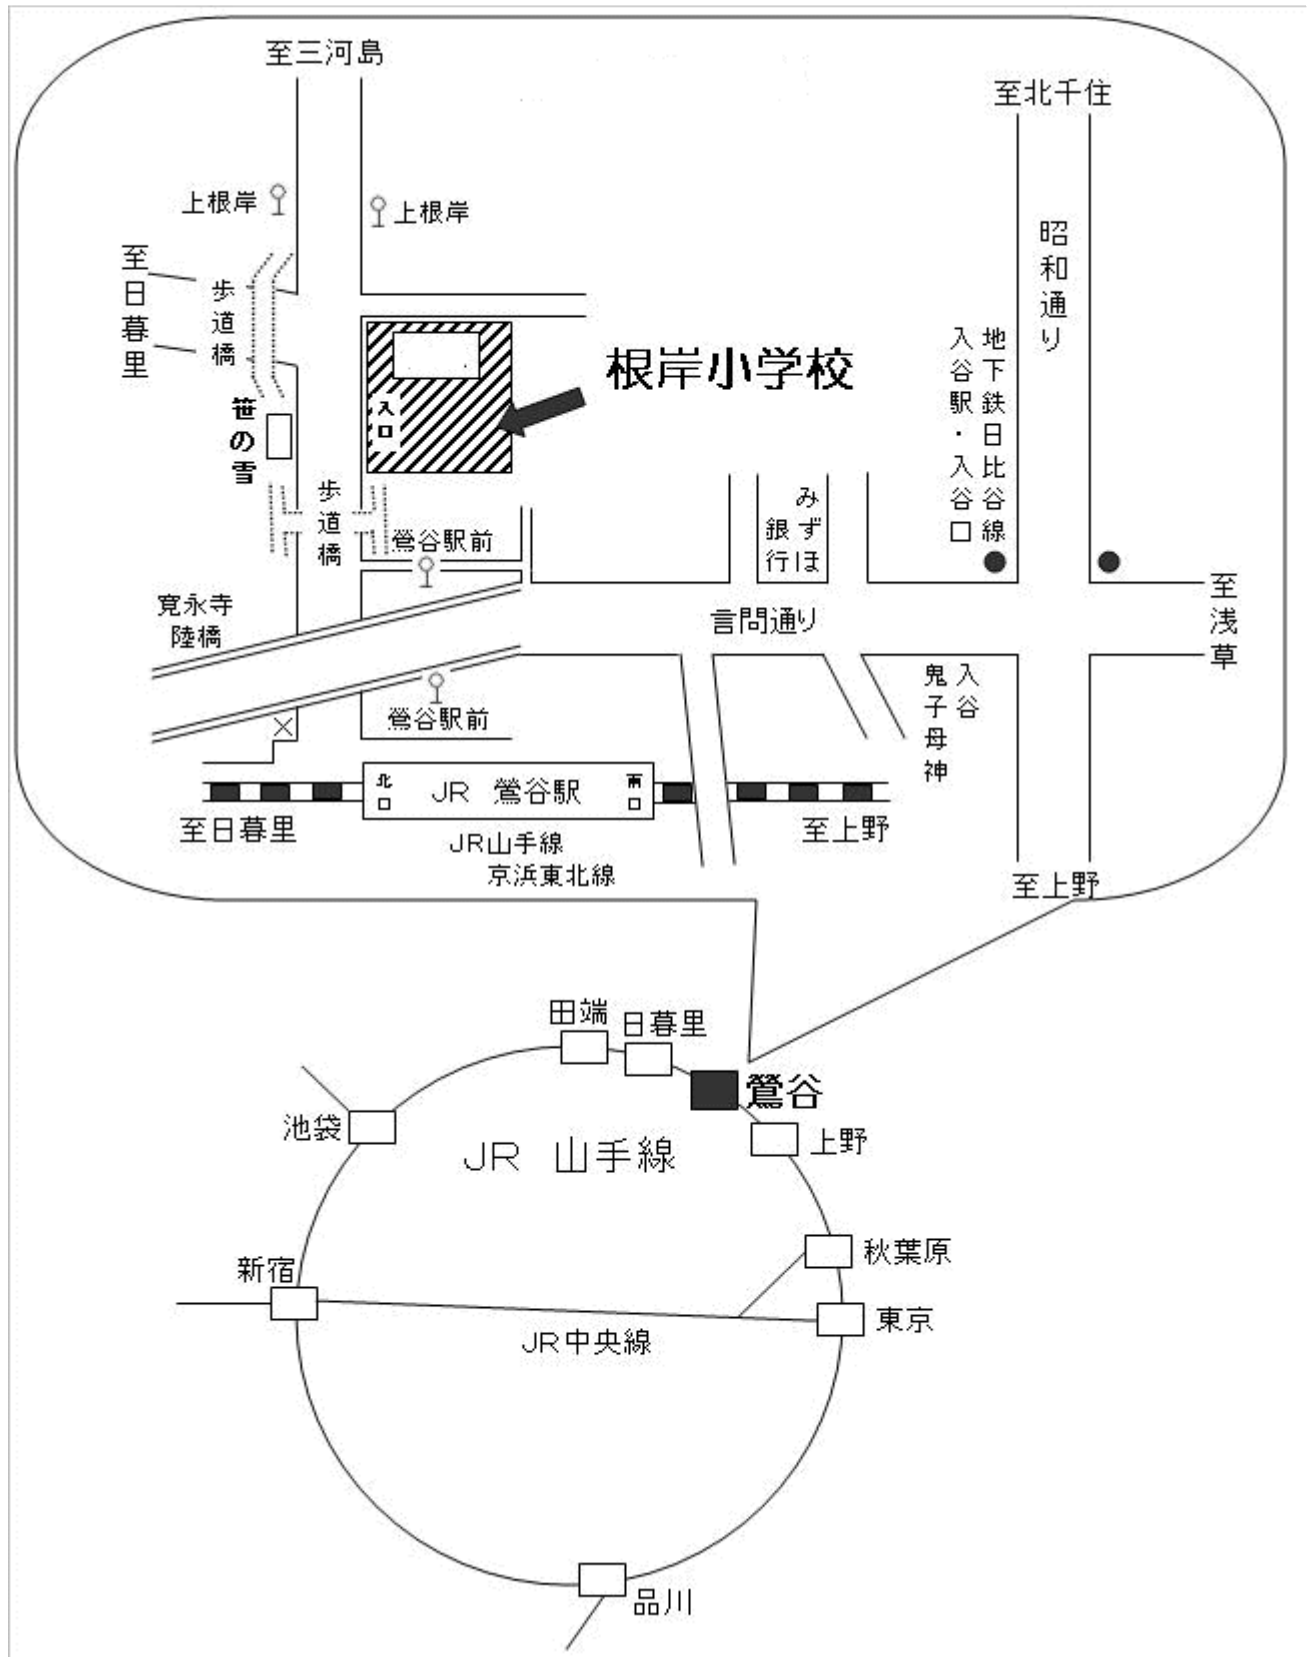 至三河島
至北千住
上根岸
上根岸
昭和通り
至日暮里
歩道橋
地下鉄日比谷線
入谷駅・入谷口
根岸小学校
入口
笹の雪
歩道橋
みずほ
銀行
鶯谷駅前
寛永寺
陸橋
言問通り
至浅草
入谷
鬼子母神
鶯谷駅前
北口
JR 鶯谷駅
南口
至日暮里
至上野
JR山手線
京浜東北線
至上野
田端
日暮里
鶯谷
池袋
上野
JR 山手線
秋葉原
新宿
東京
JR中央線
品川